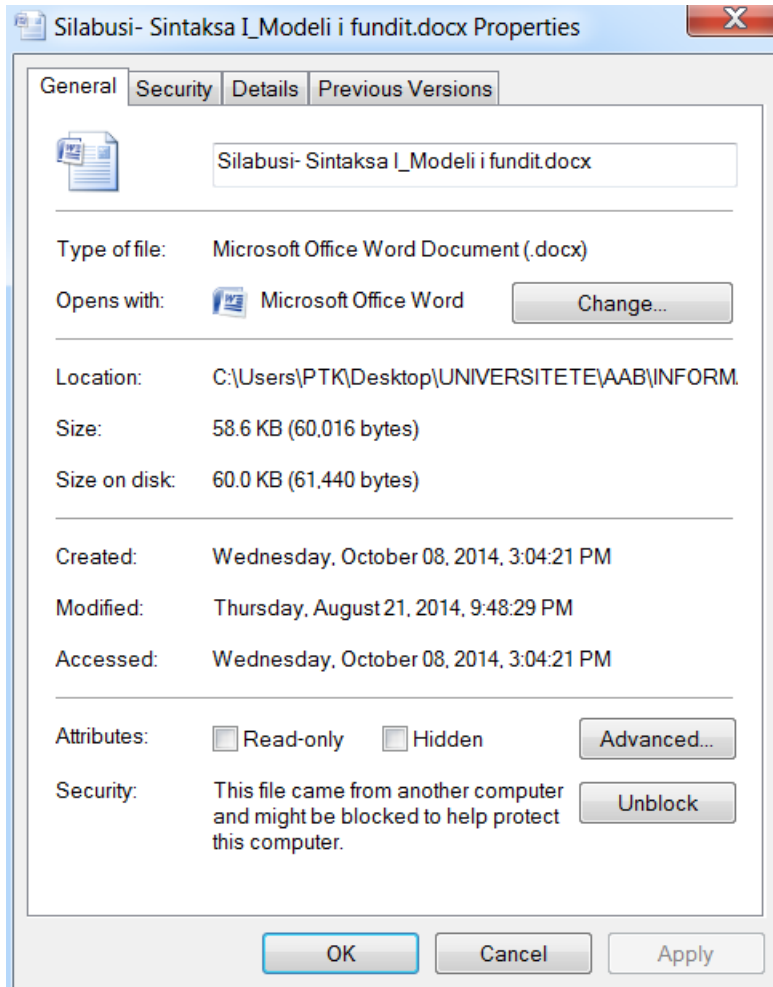 Silabusi- Sintaksa I_Modeli i fundit.docx Properties
X
General Security Details Previous Versions
Silabusi- Sintaksa I_Modeli i fundit.docx
Type of file: Microsoft Office Word Document (.docx)
Opens with: Microsoft Office Word Change...
Location: C:\Users\PTK\Desktop\UNIVERSITETE\AAB\INFORM.
Size: 58.6 KB (60,016 bytes)
Size on disk: 60.0 KB (61,440 bytes)
Created: Wednesday, October 08, 2014, 3:04:21 PM
Modified: Thursday, August 21, 2014, 9:48:29 PM
Accessed: Wednesday, October 08, 2014, 3:04:21 PM
Attributes: Read-only Hidden Advanced...
Security: This file came from another computer
and might be blocked to help protect
this computer.
Unblock
OK Cancel Apply